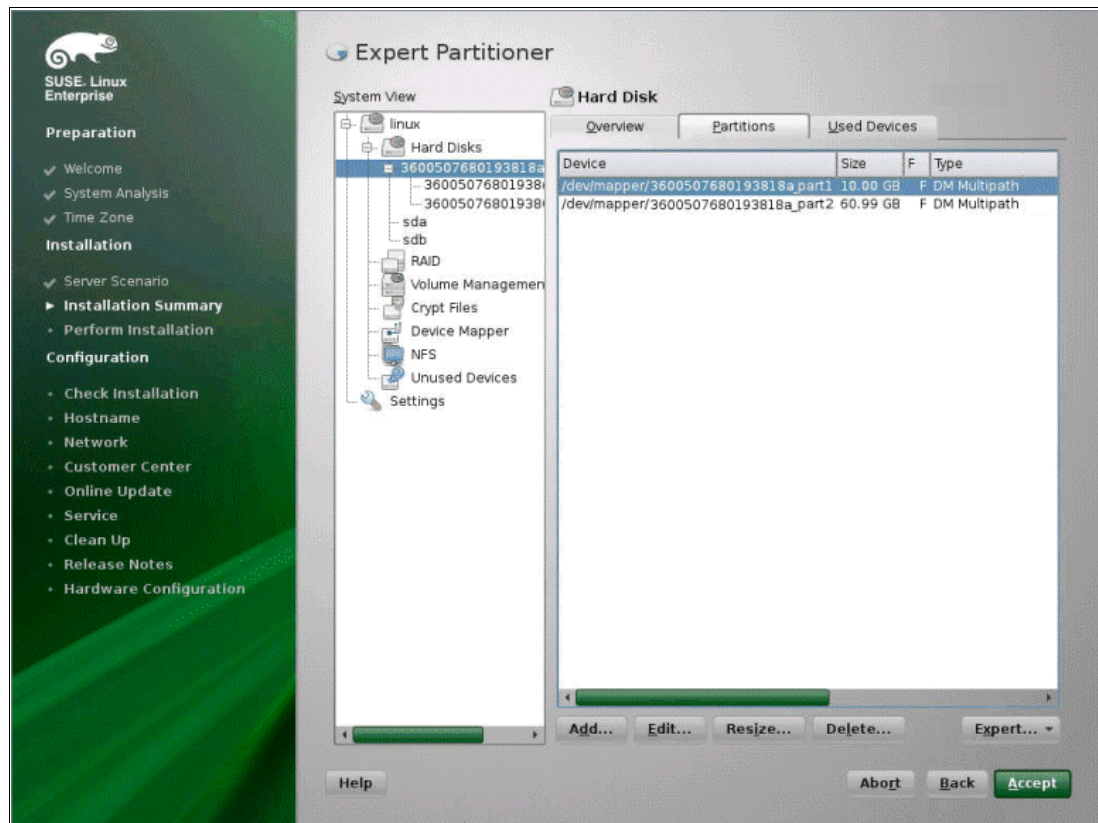 SUSE. Linux
Enterprise
Preparation
Welcome
System Analysis
Time Zone
Installation
Server Scenario
Installation Summary
Perform Installation
Configuration
Check Installation
Hostname
Network
Customer Center
Online Update
Service
Clean Up
Release Notes
Hardware Configuration
Expert Partitioner
System View
linux
Hard Disks
3600507680193818a
36005076801938
36005076801938
sda
sdb
RAID
Volume Managemen
Crypt Files
Device Mapper
NFS
Unused Devices
Settings
Hard Disk
Overview Partitions Used Devices
Device Size F Type
/dev/mapper/3600507680193818a_part1 10.00 GB F DM Multipath
/dev/mapper/3600507680193818a_part2 60.99 GB F DM Multipath
Add... Edit... Resize... Delete... Expert...
Help Abort Back Accept